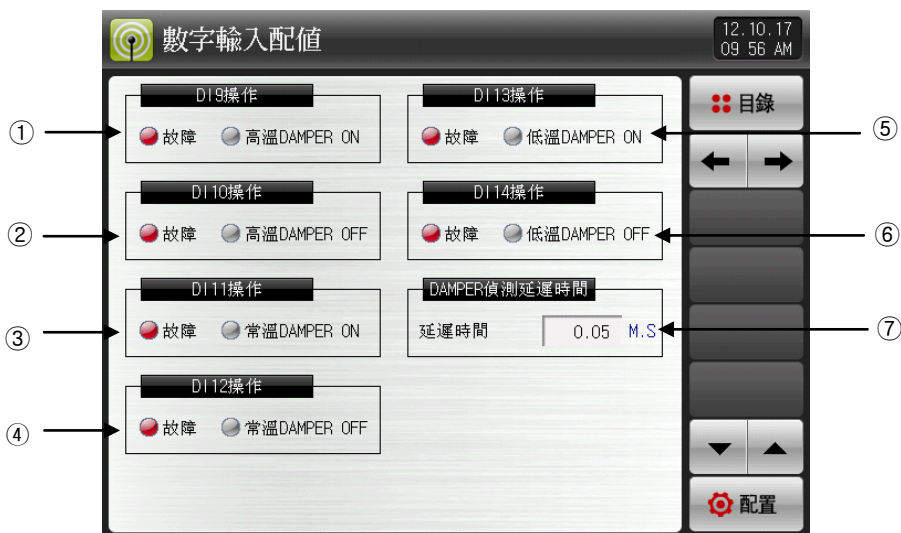 數字輸入配值
12.10.17
09 56 AM
① DI9操作
故障 高溫DAMPER ON
② DI10操作
故障 高溫DAMPER OFF
③ DI11操作
故障 常溫DAMPER ON
④ DI12操作
故障 常溫DAMPER OFF
⑤ DI13操作
故障 低溫DAMPER ON
⑥ DI14操作
故障 低溫DAMPER OFF
⑦ DAMPER偵測延遲時間
延遲時間 0.05 M.S
目錄
配置